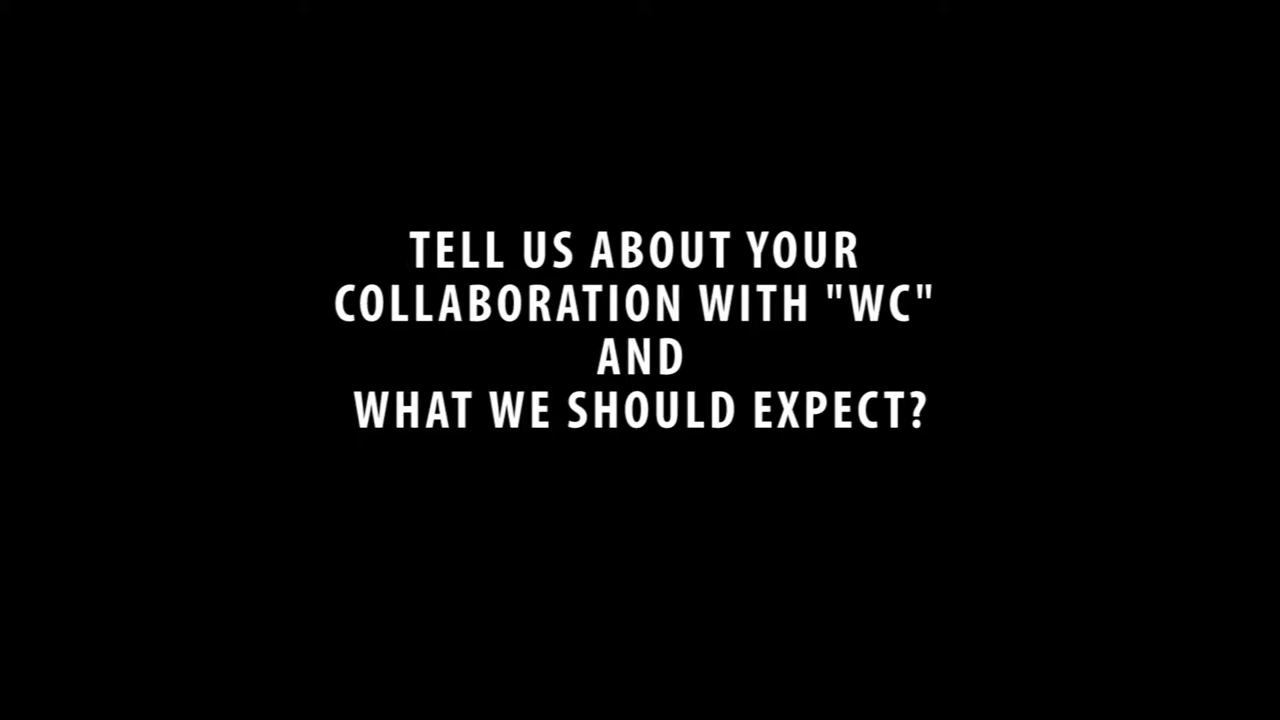 TELL US ABOUT YOUR
COLLABORATION WITH "WC"
AND
WHAT WE SHOULD EXPECT?